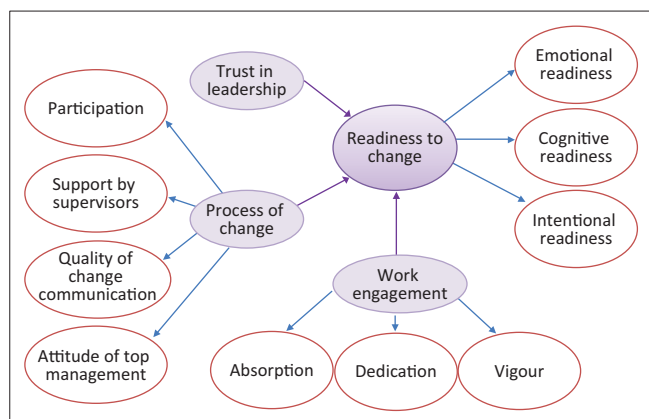 Trust in
leadership
Emotional
readiness
Participation
Readiness to
change
Cognitive
readiness
Support by
supervisors
Process of
change
Intentional
readiness
Quality of
change
communication
Work
engagement
Attitude of top
management
Absorption
Dedication
Vigour